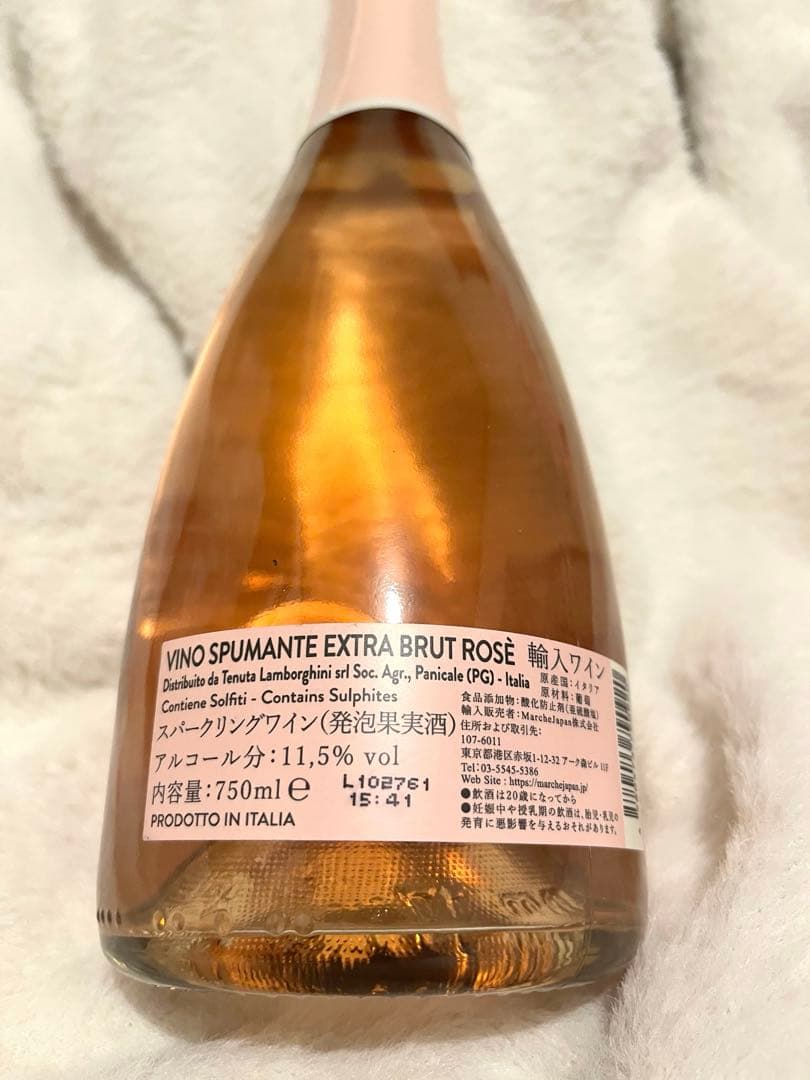 VINO SPUMANTE EXTRA BRUT ROSÈ
Distribuito da Tenuta Lamborghini srl Soc. Agr., Panicale (PG) - Italia
Contiene Solfiti - Contains Sulphites
スパークリングワイン(発泡果実酒)
アルコール分:11,5% vol
内容量:750ml℮
L102761
15:41
PRODOTTO IN ITALIA
輸入ワイン
原産国:イタリア
原材料:葡萄
食品添加物:酸化防止剤(亜硫酸塩)
輸入販売者:MarcheJapan株式会社
住所および取引先:
107-6011
東京都港区赤坂1-12-32 アーク森ビル 11F
Tel:03-5545-5386
Web Site : https://marchejapan.jp/
●飲酒は20歳になってから
●妊娠中や授乳期の飲酒は、胎児・乳児の
発育に悪影響を与えるおそれがあります。